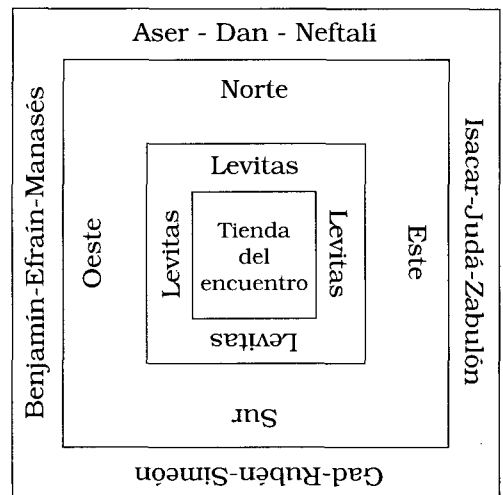 Aser - Dan - Neftalí
Norte
Levitas
Benjamín-Efraín-Manasés
Oeste
Levitas
Tienda
del
encuentro
Levitas
Este
Isacar-Judá-Zabulón
Levitas
Sur
Gad-Rubén-Simeón